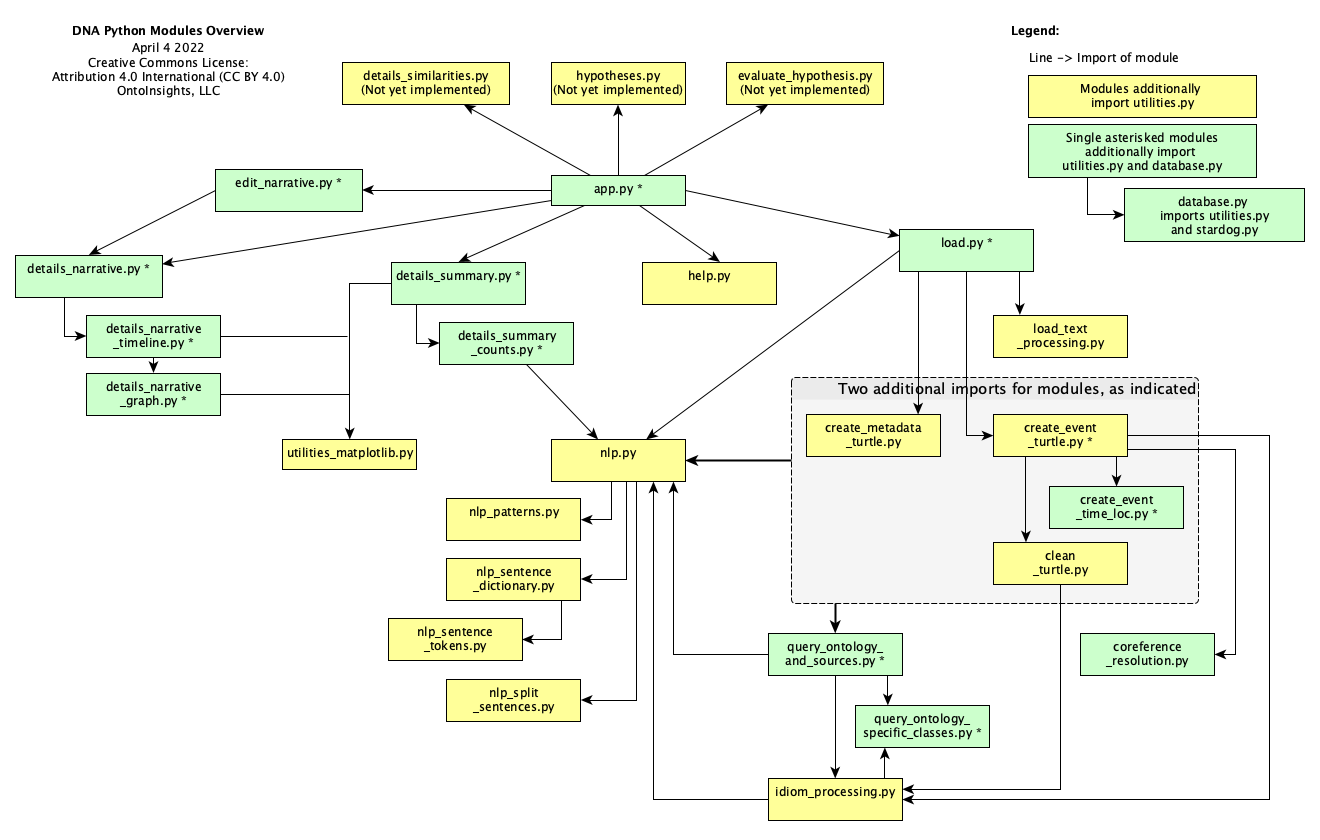 DNA Python Modules Overview
April 4 2022
Creative Commons License:
Attribution 4.0 International (CC BY 4.0)
OntoInsights, LLC
Legend:
Line -> Import of module
Modules additionally
import utilities.py
Single asterisked modules
additionally import
utilities.py and database.py
database.py
imports utilities.py
and stardog.py
details_similarities.py
(Not yet implemented)
hypotheses.py
(Not yet implemented)
evaluate_hypothesis.py
(Not yet implemented)
edit_narrative.py *
app.py *
load.py *
details_narrative.py *
details_summary.py *
help.py
details_narrative
_timeline.py *
details_summary
_counts.py *
load_text
_processing.py
details_narrative
_graph.py *
Two additional imports for modules, as indicated
utilities_matplotlib.py
nlp.py
create_metadata
_turtle.py
create_event
_turtle.py *
nlp_patterns.py
create_event
_time_loc.py *
nlp_sentence
_dictionary.py
clean
_turtle.py
nlp_sentence
_tokens.py
query_ontology_
and_sources.py *
coreference
_resolution.py
nlp_split
_sentences.py
query_ontology_
specific_classes.py *
idiom_processing.py